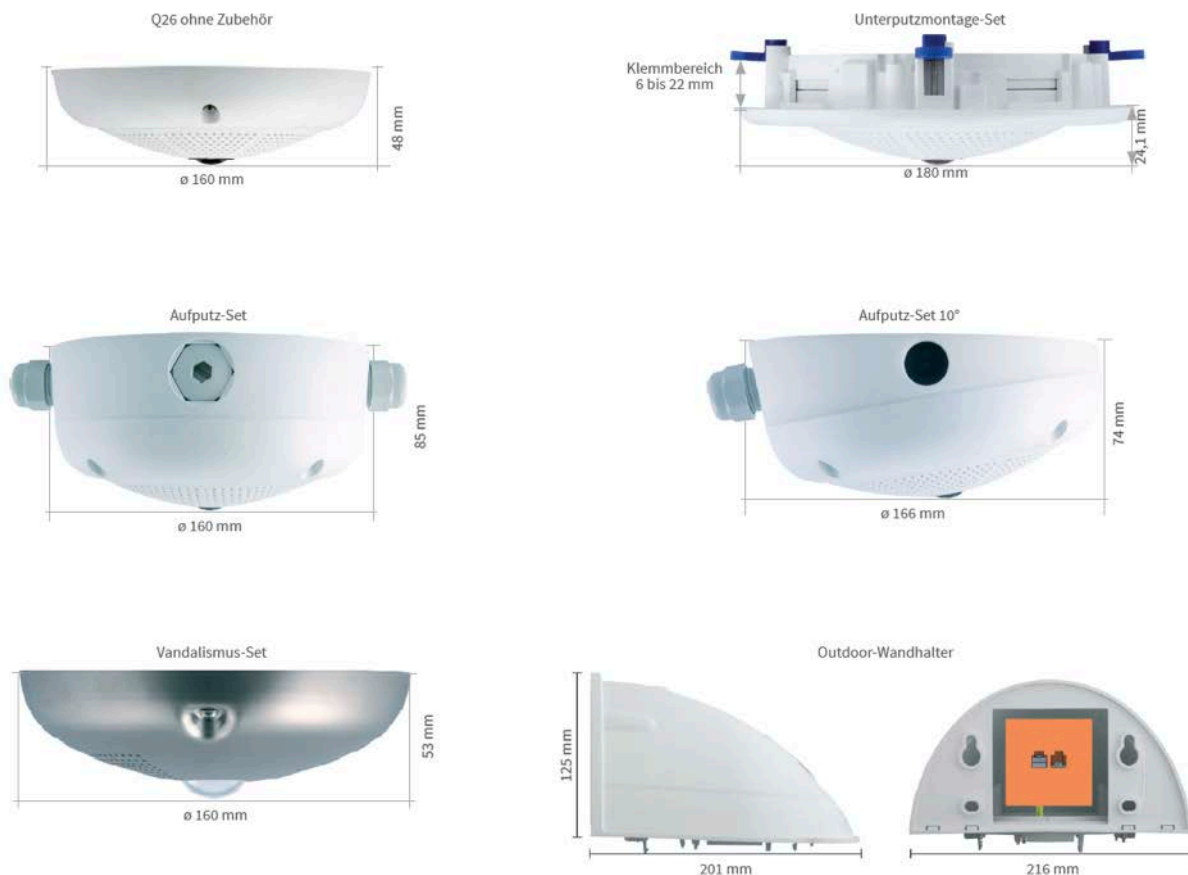 Q26 ohne Zubehör
48 mm
ø 160 mm
Unterputzmontage-Set
Klemmbereich
6 bis 22 mm
24,1 mm
ø 180 mm
Aufputz-Set
85 mm
ø 160 mm
Aufputz-Set 10°
74 mm
ø 166 mm
Vandalismus-Set
53 mm
ø 160 mm
Outdoor-Wandhalter
125 mm
201 mm
216 mm